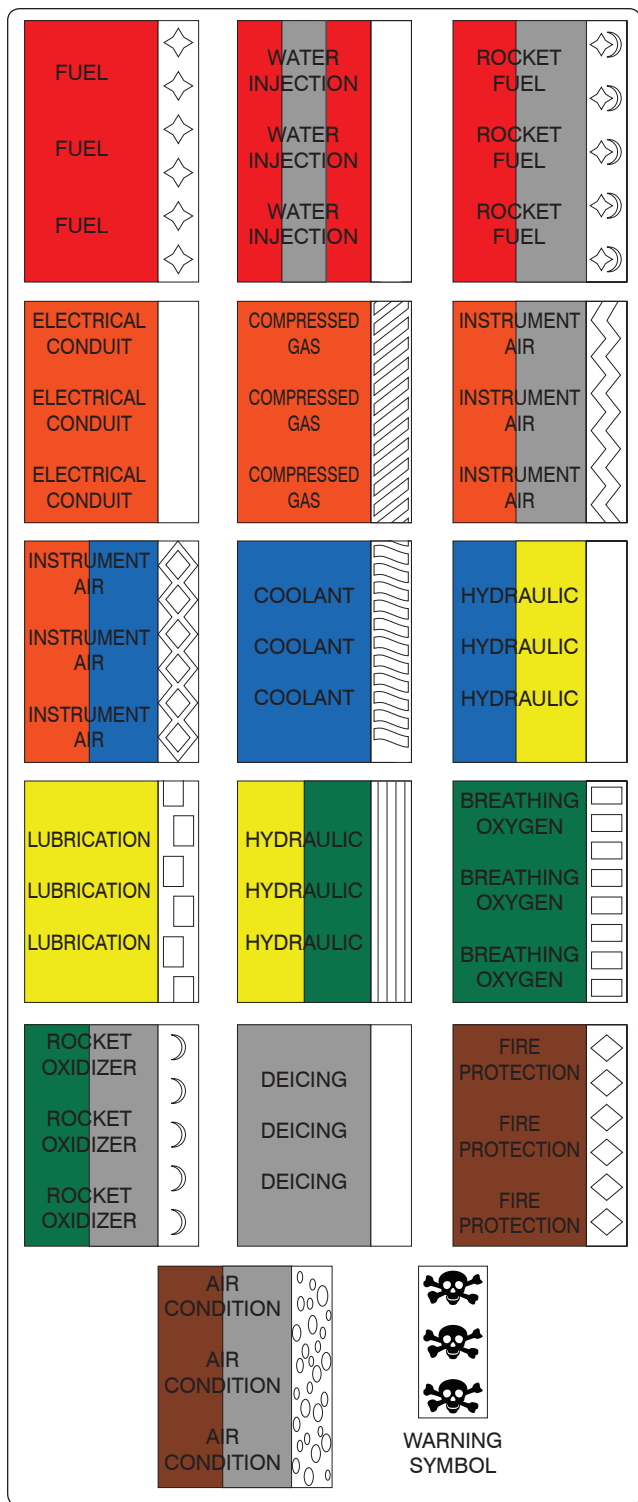 FUEL
FUEL
FUEL
WATER
INJECTION
WATER
INJECTION
WATER
INJECTION
ROCKET
FUEL
ROCKET
FUEL
ROCKET
FUEL
ELECTRICAL
CONDUIT
ELECTRICAL
CONDUIT
ELECTRICAL
CONDUIT
COMPRESSED
GAS
COMPRESSED
GAS
COMPRESSED
GAS
INSTRUMENT
AIR
INSTRUMENT
AIR
INSTRUMENT
AIR
INSTRUMENT
AIR
INSTRUMENT
AIR
INSTRUMENT
AIR
COOLANT
COOLANT
COOLANT
HYDRAULIC
HYDRAULIC
HYDRAULIC
LUBRICATION
LUBRICATION
LUBRICATION
HYDRAULIC
HYDRAULIC
HYDRAULIC
BREATHING
OXYGEN
BREATHING
OXYGEN
BREATHING
OXYGEN
ROCKET
OXIDIZER
ROCKET
OXIDIZER
ROCKET
OXIDIZER
DEICING
DEICING
DEICING
FIRE
PROTECTION
FIRE
PROTECTION
FIRE
PROTECTION
AIR
CONDITION
AIR
CONDITION
AIR
CONDITION
WARNING
SYMBOL